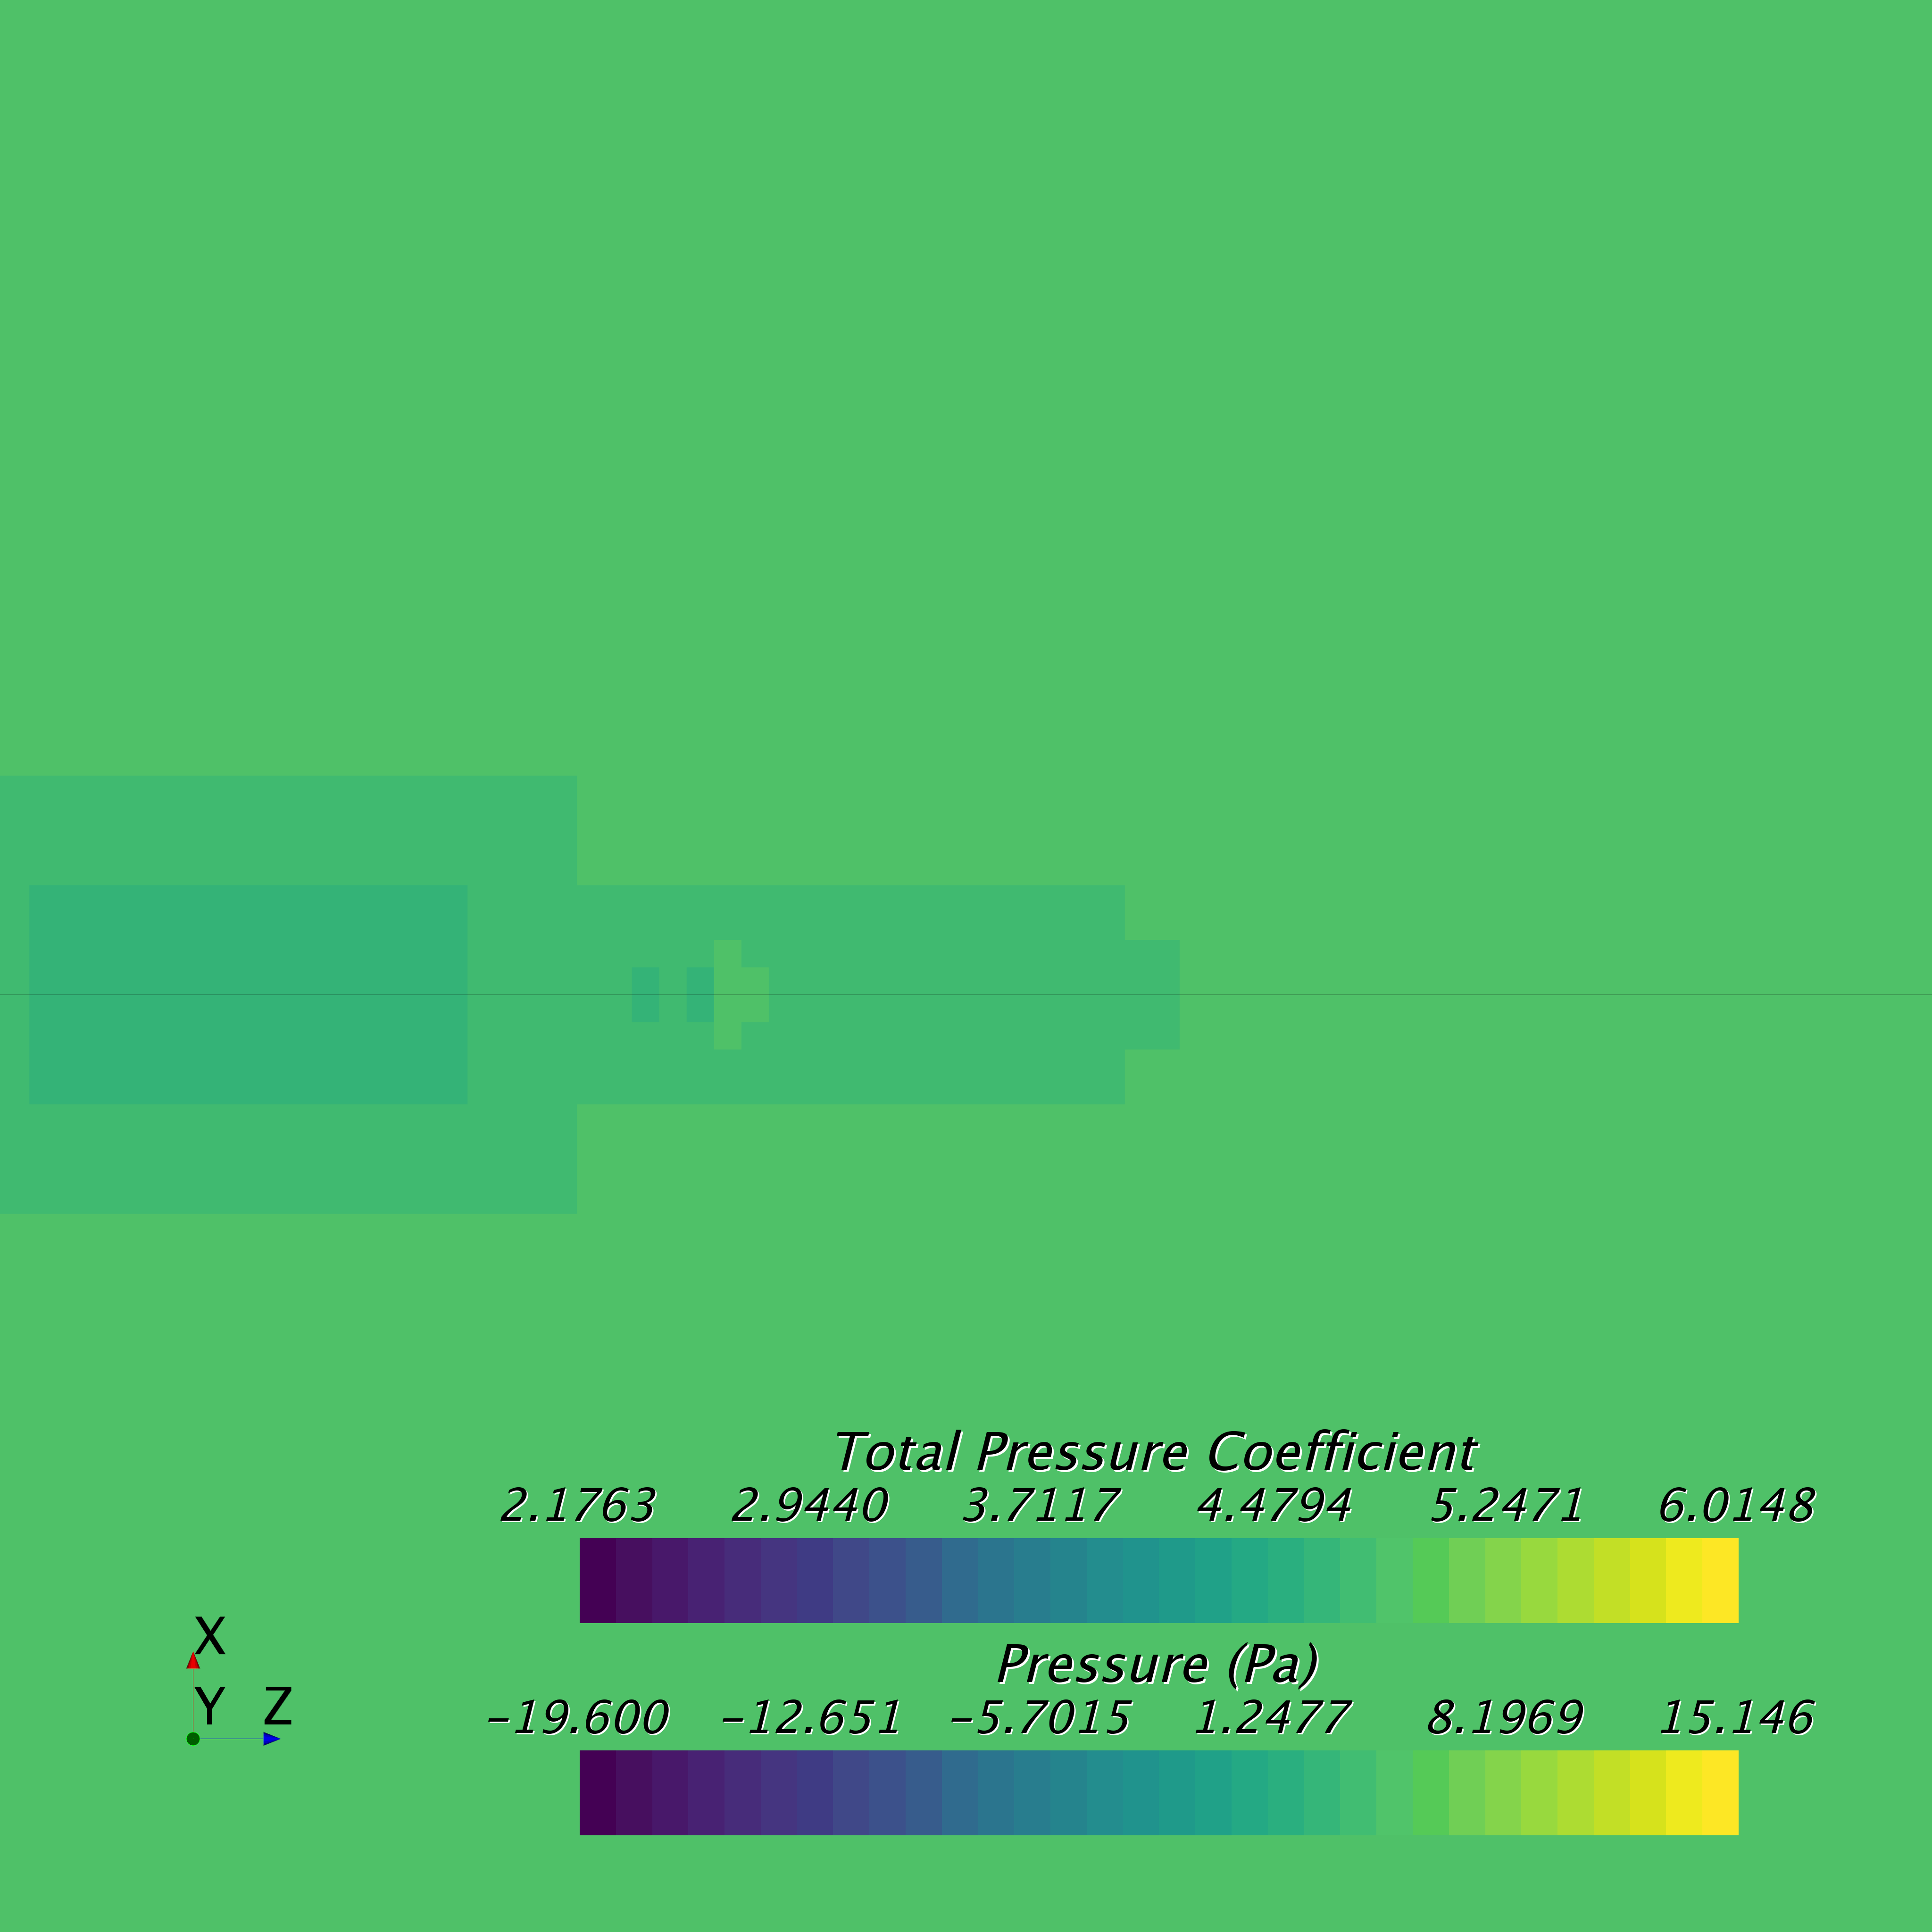 Total Pressure Coefficient
2.1763 2.9440 3.7117 4.4794 5.2471 6.0148
X
Y Z
Pressure (Pa)
-19.600 -12.651 -5.7015 1.2477 8.1969 15.146